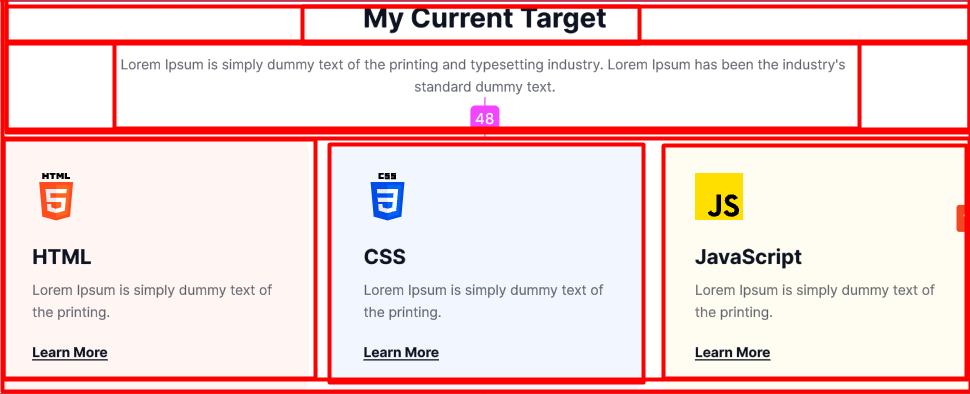 My Current Target
Lorem Ipsum is simply dummy text of the printing and typesetting industry. Lorem Ipsum has been the industry's
standard dummy text.
48
HTML
5
CSS
3
JS
HTML
Lorem Ipsum is simply dummy text of
the printing.
Learn More
CSS
Lorem Ipsum is simply dummy text of
the printing.
Learn More
JavaScript
Lorem Ipsum is simply dummy text of
the printing.
Learn More